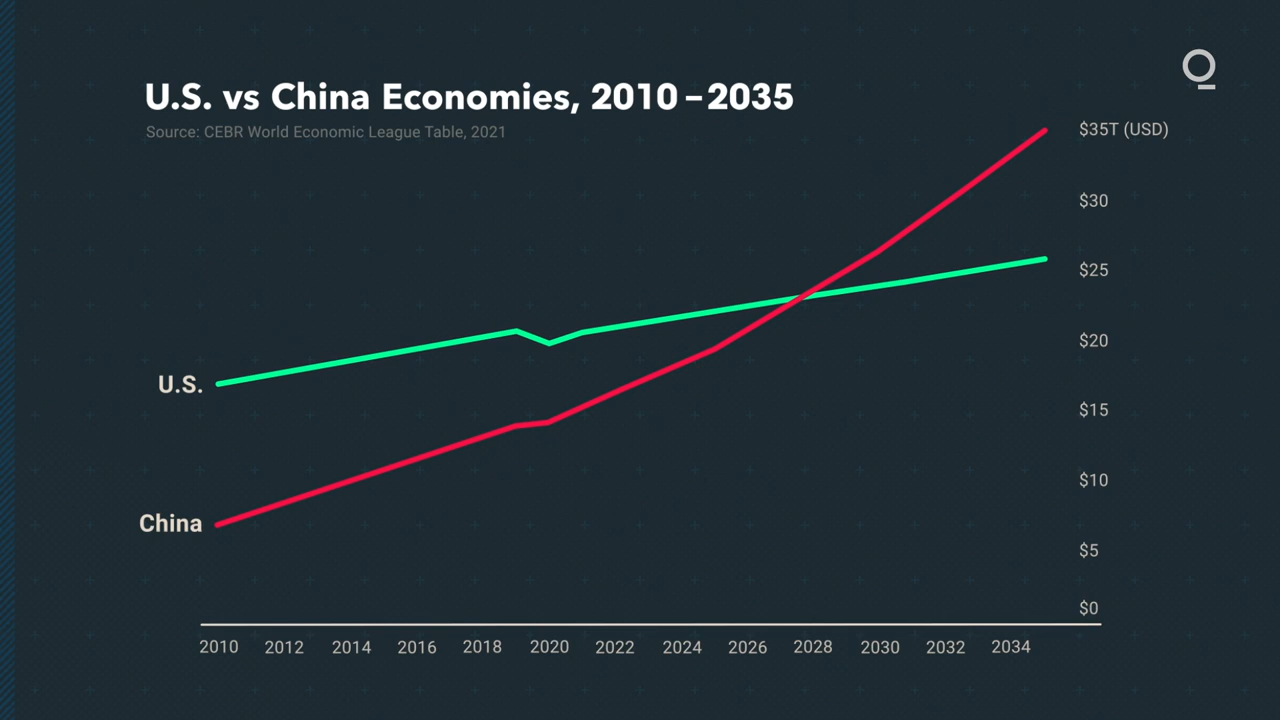 U.S. vs China Economies, 2010–2035
Source: CEBR World Economic League Table, 2021
$35T (USD)
$30
$25
$20
$15
$10
$5
$0
U.S.
China
2010 2012 2014 2016 2018 2020 2022 2024 2026 2028 2030 2032 2034